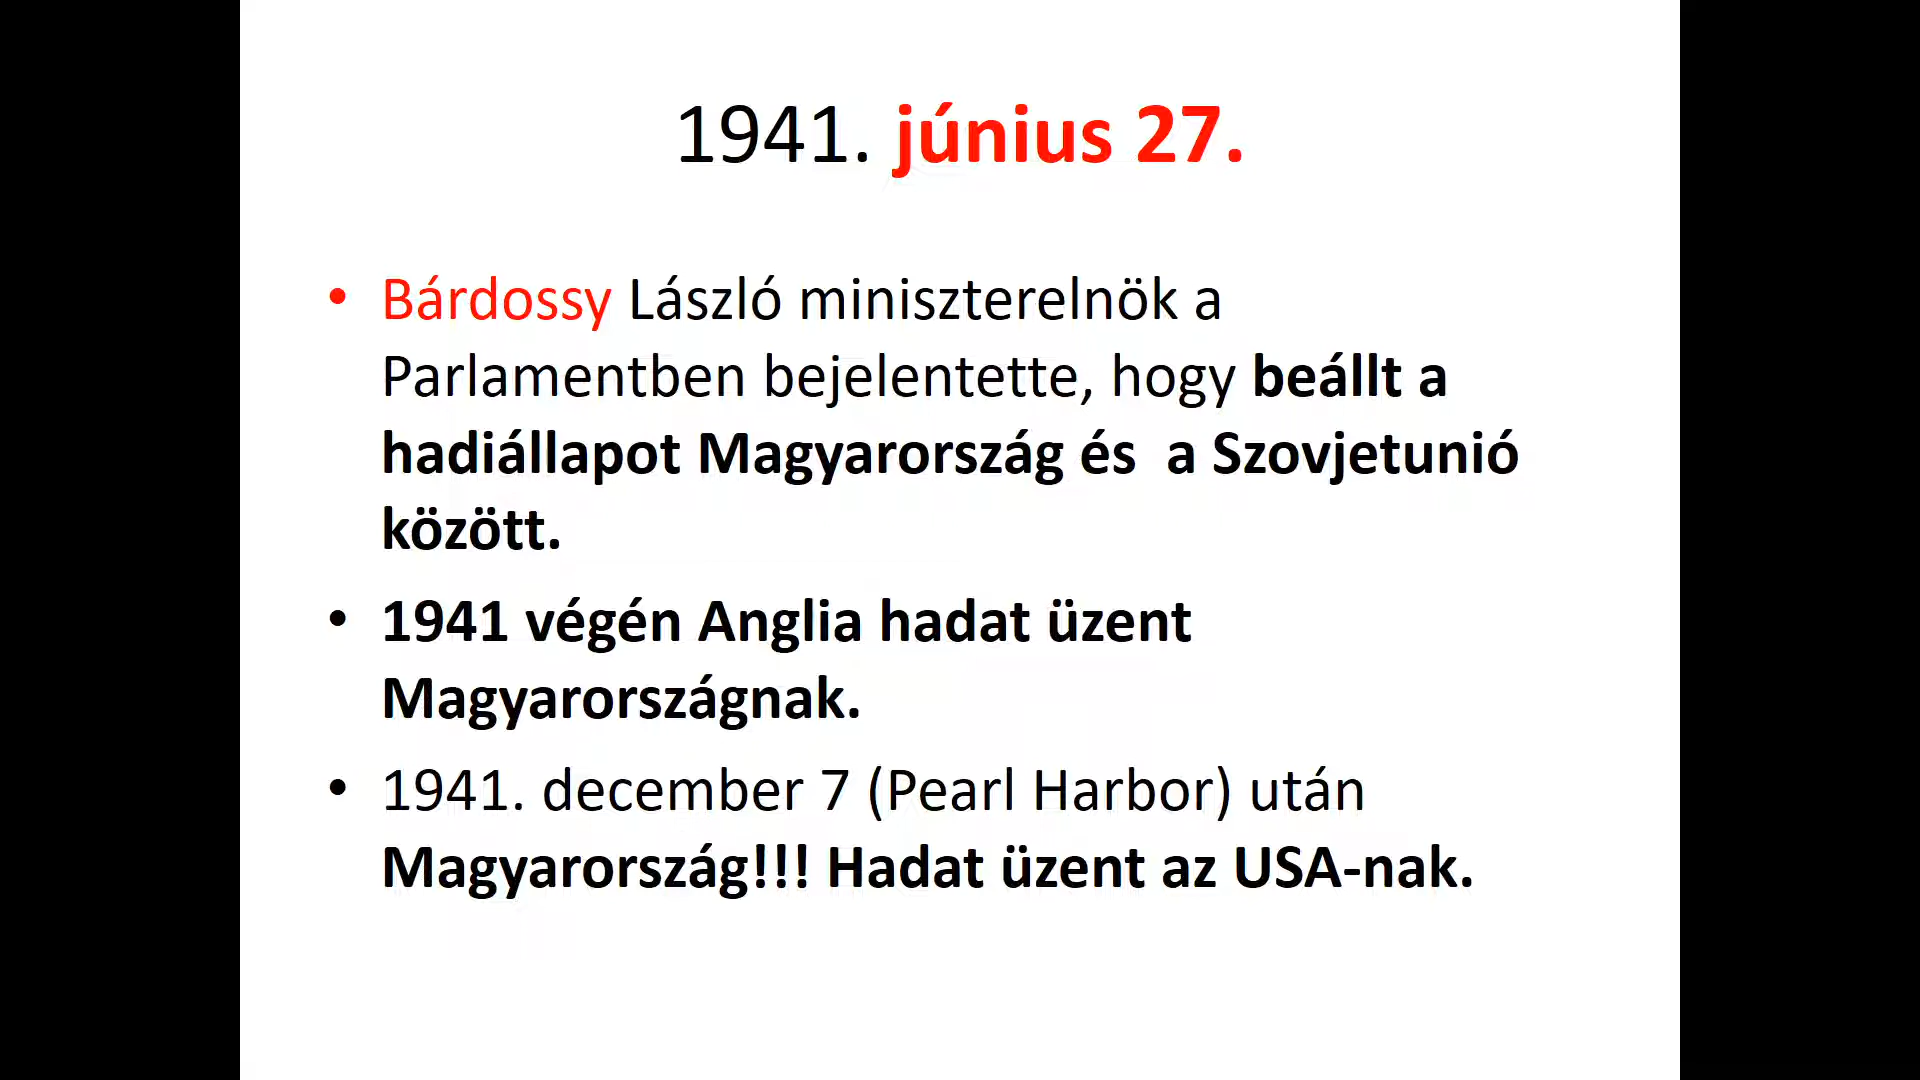 1941. június 27.
• Bárdossy László miniszterelnök a
Parlamentben bejelentette, hogy beállt a
hadiállapot Magyarország és  a Szovjetunió
között.
• 1941 végén Anglia hadat üzent
Magyarországnak.
• 1941. december 7 (Pearl Harbor) után
Magyarország!!! Hadat üzent az USA-nak.